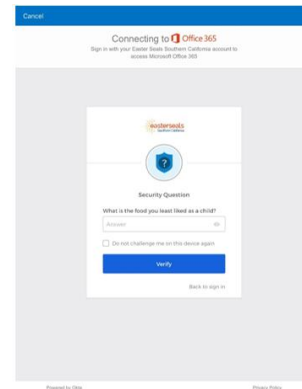 Cancel
Connecting to Office 365
Sign in with your Easter Seals Southern California account to
access Microsoft Office 365
easterseals
Southern California
?
Security Question
What is the food you least liked as a child?
Answer
Do not challenge me on this device again
Verify
Back to sign in
Powered by Okta
Privacy Policy